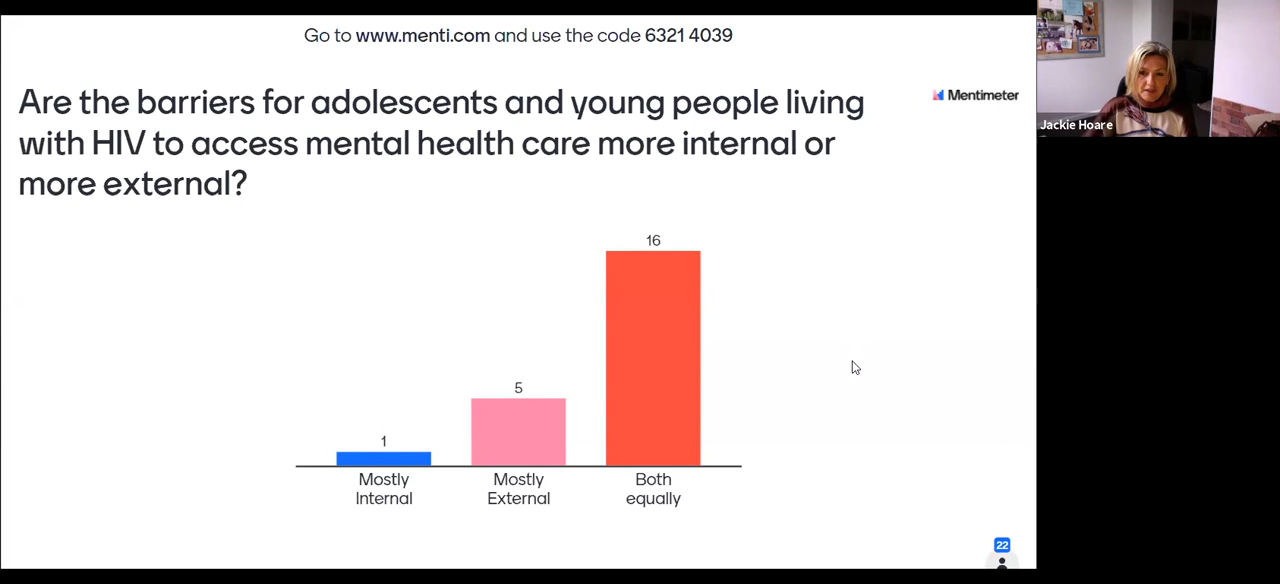 Go to www.menti.com and use the code 6321 4039
Are the barriers for adolescents and young people living
with HIV to access mental health care more internal or
more external?
Mentimeter
Jackie Hoare
16
5
1
Mostly
Internal
Mostly
External
Both
equally
22